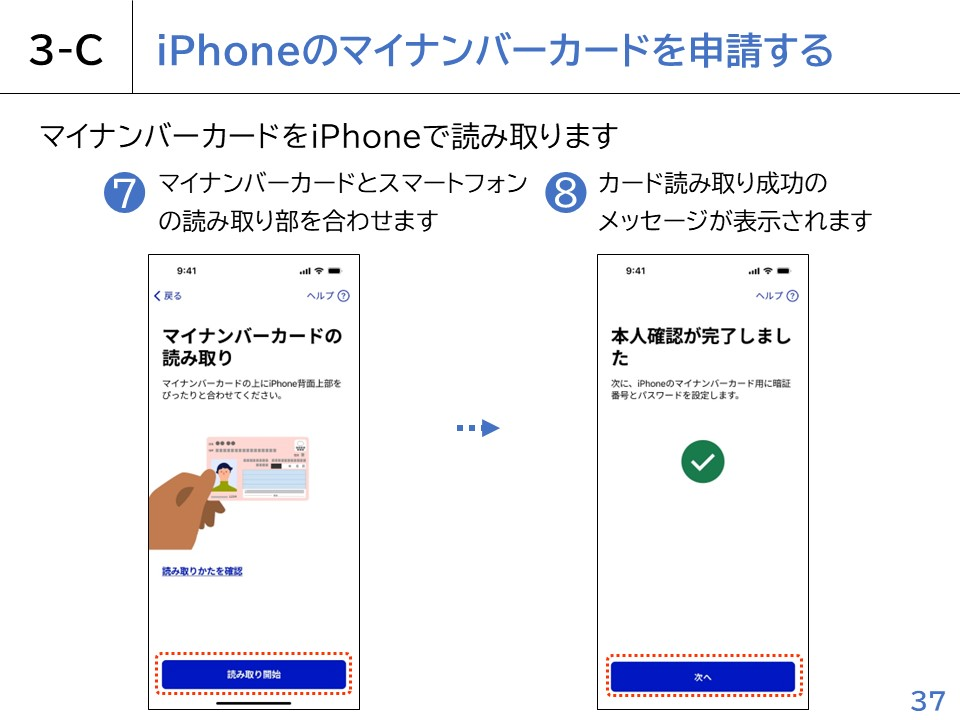 3-C
iPhoneのマイナンバーカードを申請する
マイナンバーカードをiPhoneで読み取ります
❼
マイナンバーカードとスマートフォン
の読み取り部を合わせます
❽
カード読み取り成功の
メッセージが表示されます
9:41
戻る
ヘルプ
マイナンバーカードの
読み取り
マイナンバーカードの上にiPhone背面上部を
ぴったりと合わせてください。
読み取りかたを確認
読み取り開始
9:41
ヘルプ
本人確認が完了しまし
た
次に、iPhoneのマイナンバーカード用に暗証
番号とパスワードを設定します。
次へ
37